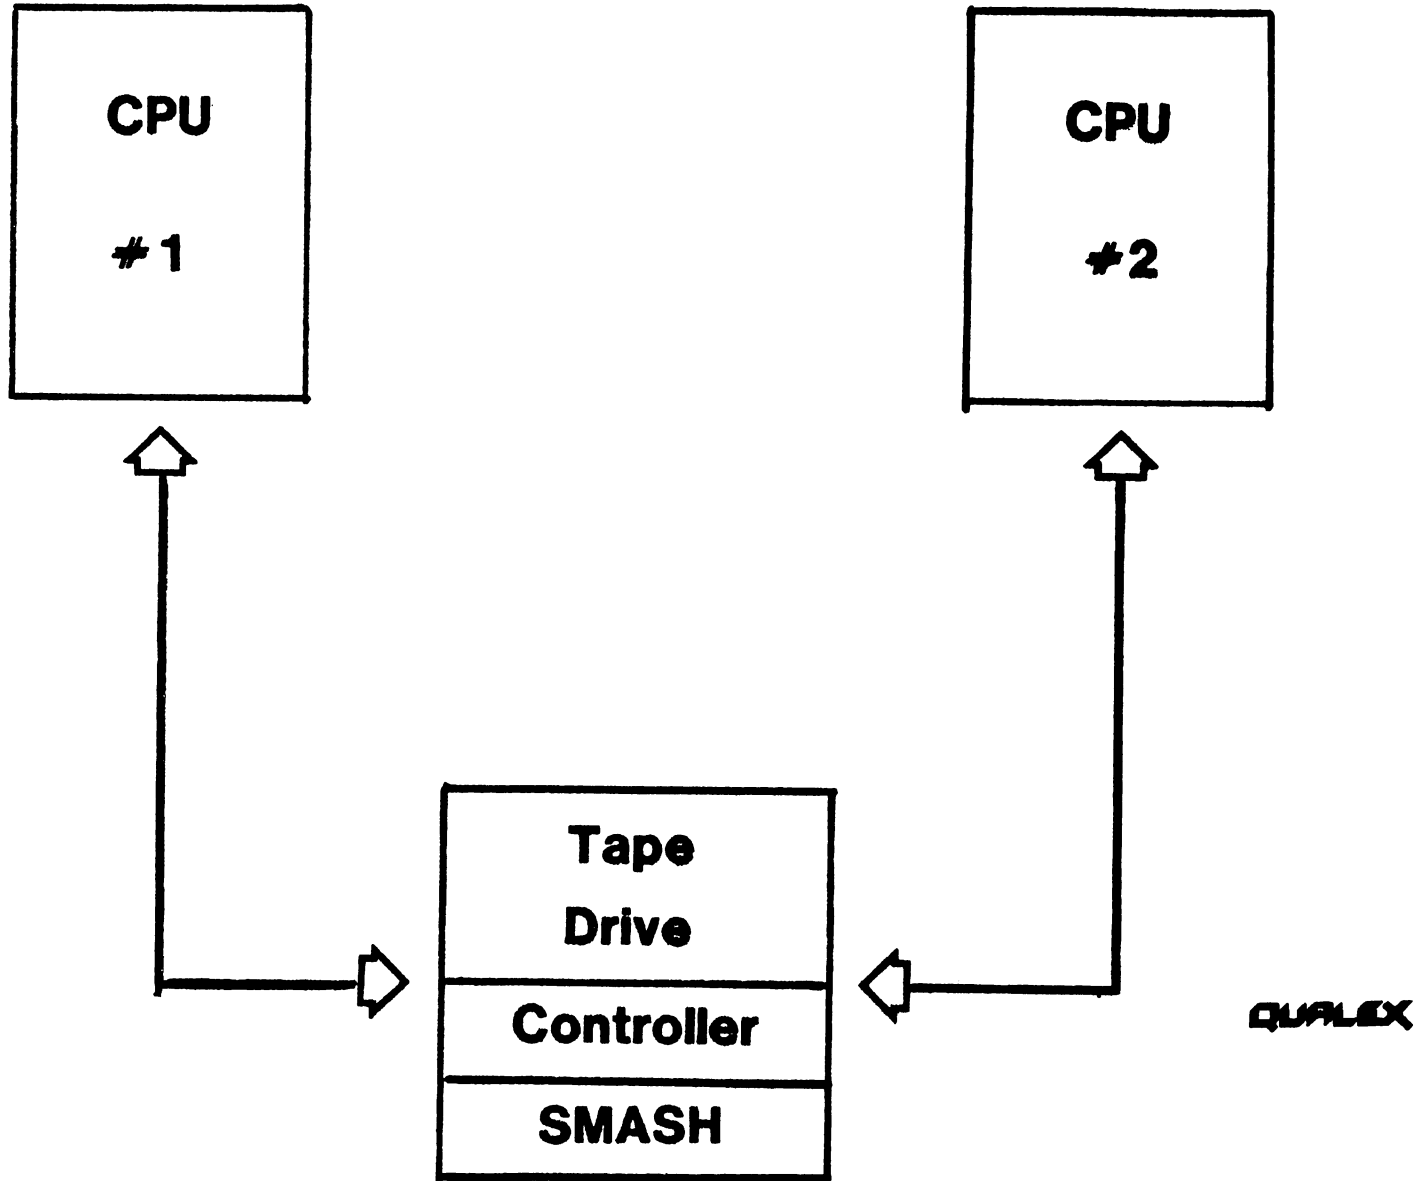 CPU
#1
CPU
#2
Tape
Drive
Controller
SMASH
QUALEX